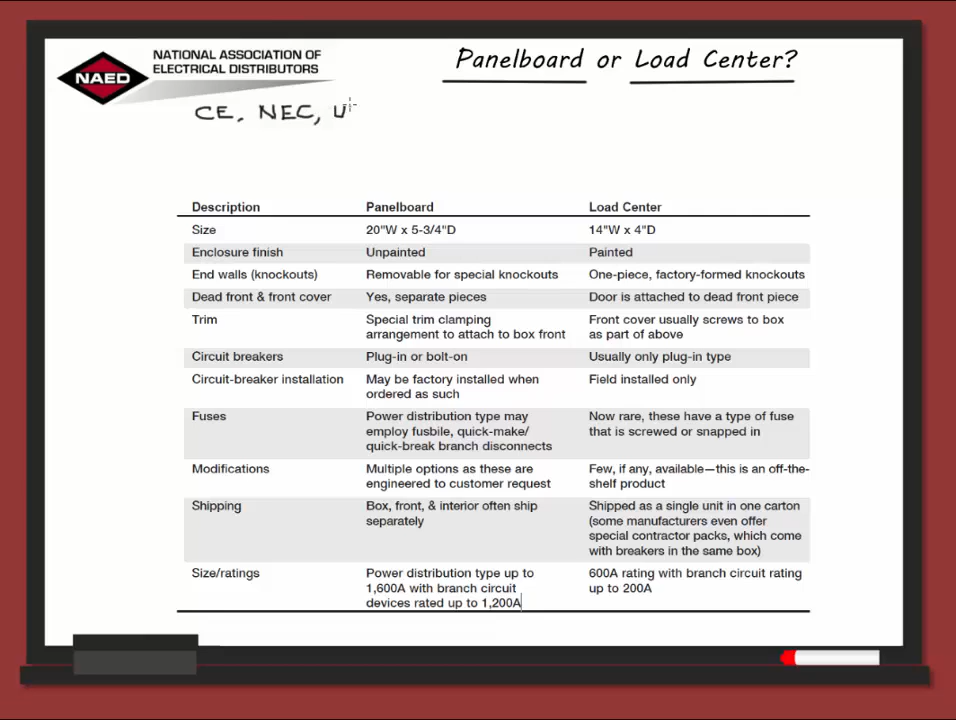 NATIONAL ASSOCIATION OF
ELECTRICAL DISTRIBUTORS
NAED
Panelboard or Load Center?
CE, NEC, U
Description Panelboard Load Center
Size 20"W x 5-3/4"D 14"W x 4"D
Enclosure finish Unpainted Painted
End walls (knockouts) Removable for special knockouts One-piece, factory-formed knockouts
Dead front & front cover Yes, separate pieces Door is attached to dead front piece
Trim Special trim clamping Front cover usually screws to box
arrangement to attach to box front as part of above
Circuit breakers Plug-in or bolt-on Usually only plug-in type
Circuit-breaker installation May be factory installed when Field installed only
ordered as such
Fuses Power distribution type may Now rare, these have a type of fuse
employ fusbile, quick-make/ that is screwed or snapped in
quick-break branch disconnects
Modifications Multiple options as these are Few, if any, available—this is an off-the-
engineered to customer request shelf product
Shipping Box, front, & interior often ship Shipped as a single unit in one carton
separately (some manufacturers even offer
special contractor packs, which come
with breakers in the same box)
Size/ratings Power distribution type up to 600A rating with branch circuit rating
1,600A with branch circuit up to 200A
devices rated up to 1,200A